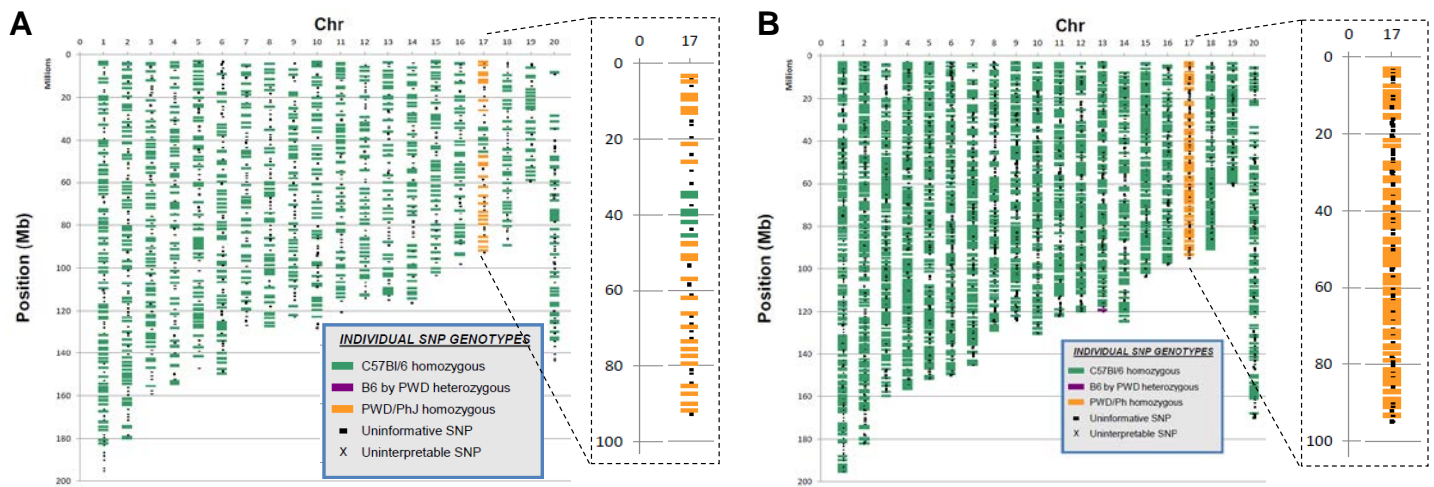 A
Chr
0 1 2 3 4 5 6 7 8 9 10 11 12 13 14 15 16 17 18 19 20
Millions
Position (Mb)
0
20
40
60
80
100
120
140
160
180
200
INDIVIDUAL SNP GENOTYPES
C57Bl/6 homozygous
B6 by PWD heterozygous
PWD/PhJ homozygous
Uninformative SNP
X Uninterpretable SNP
0 17
0
20
40
60
80
100
B
Chr
0 1 2 3 4 5 6 7 8 9 10 11 12 13 14 15 16 17 18 19 20
Millions
Position (Mb)
0
20
40
60
80
100
120
140
160
180
200
INDIVIDUAL SNP GENOTYPES
C57Bl/6 homozygous
B6 by PWD heterozygous
PWD/Ph homozygous
Uninformative SNP
X Uninterpretable SNP
0 17
0
20
40
60
80
100